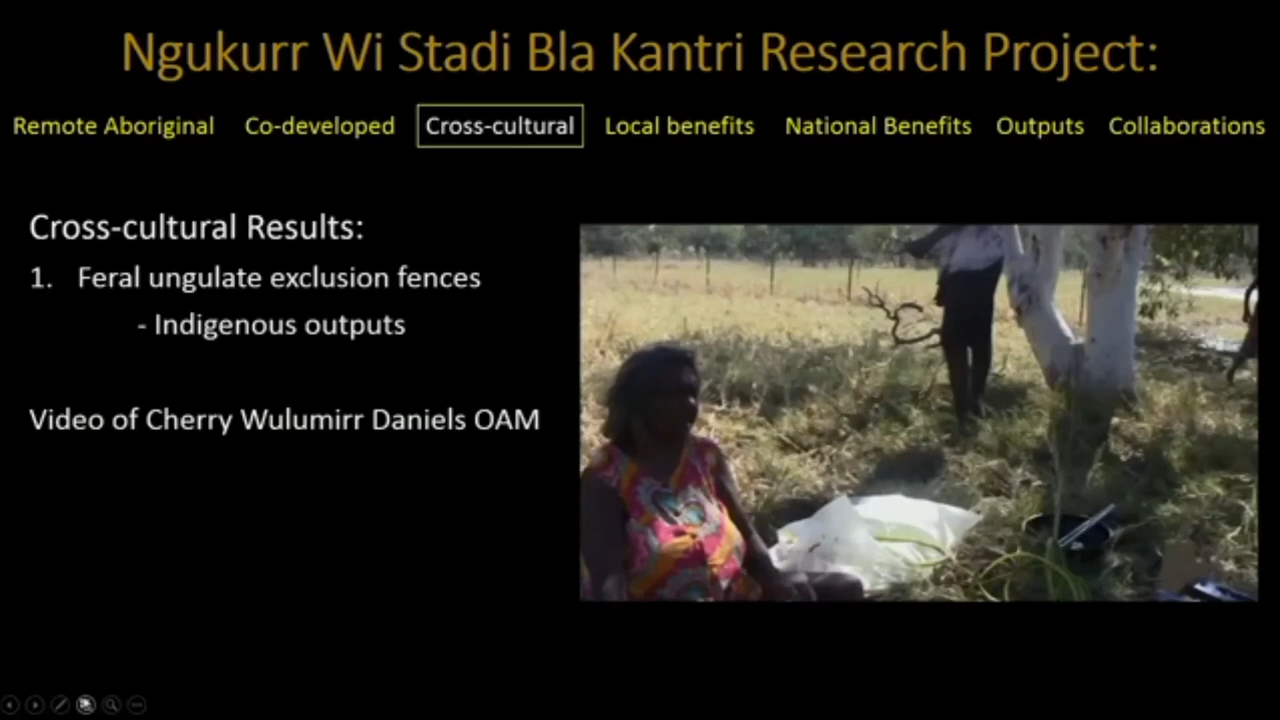 Ngukurr Wi Stadi Bla Kantri Research Project:
Remote Aboriginal Co-developed Cross-cultural Local benefits National Benefits Outputs Collaborations
Cross-cultural Results:
1. Feral ungulate exclusion fences
- Indigenous outputs
Video of Cherry Wulumirr Daniels OAM